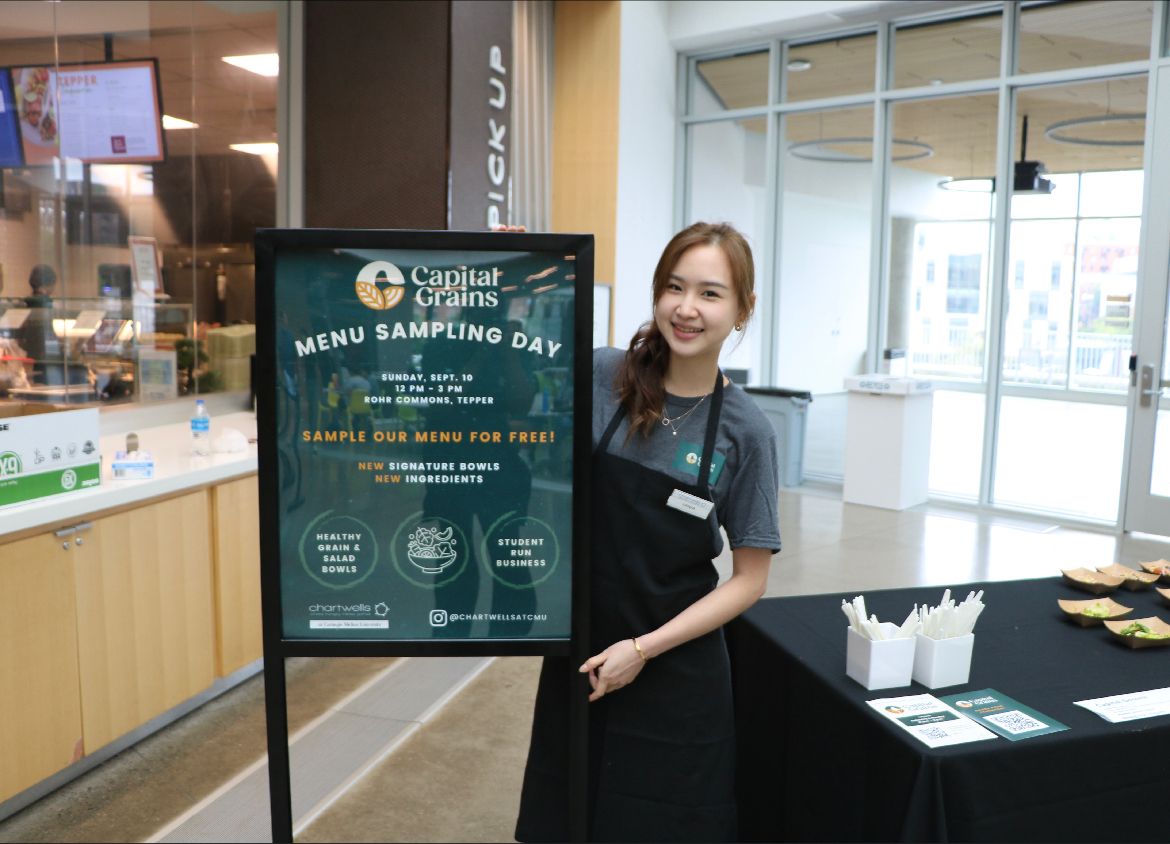 TEPPER
PICK UP
Capital
Grains
MENU SAMPLING DAY
SUNDAY, SEPT. 10
12 PM – 3 PM
ROHR COMMONS, TEPPER
SAMPLE OUR MENU FOR FREE!
NEW SIGNATURE BOWLS
NEW INGREDIENTS
HEALTHY
GRAIN &
SALAD
BOWLS
STUDENT
RUN
BUSINESS
chartwells
at Carnegie Mellon University
@CHARTWELLSATCMU